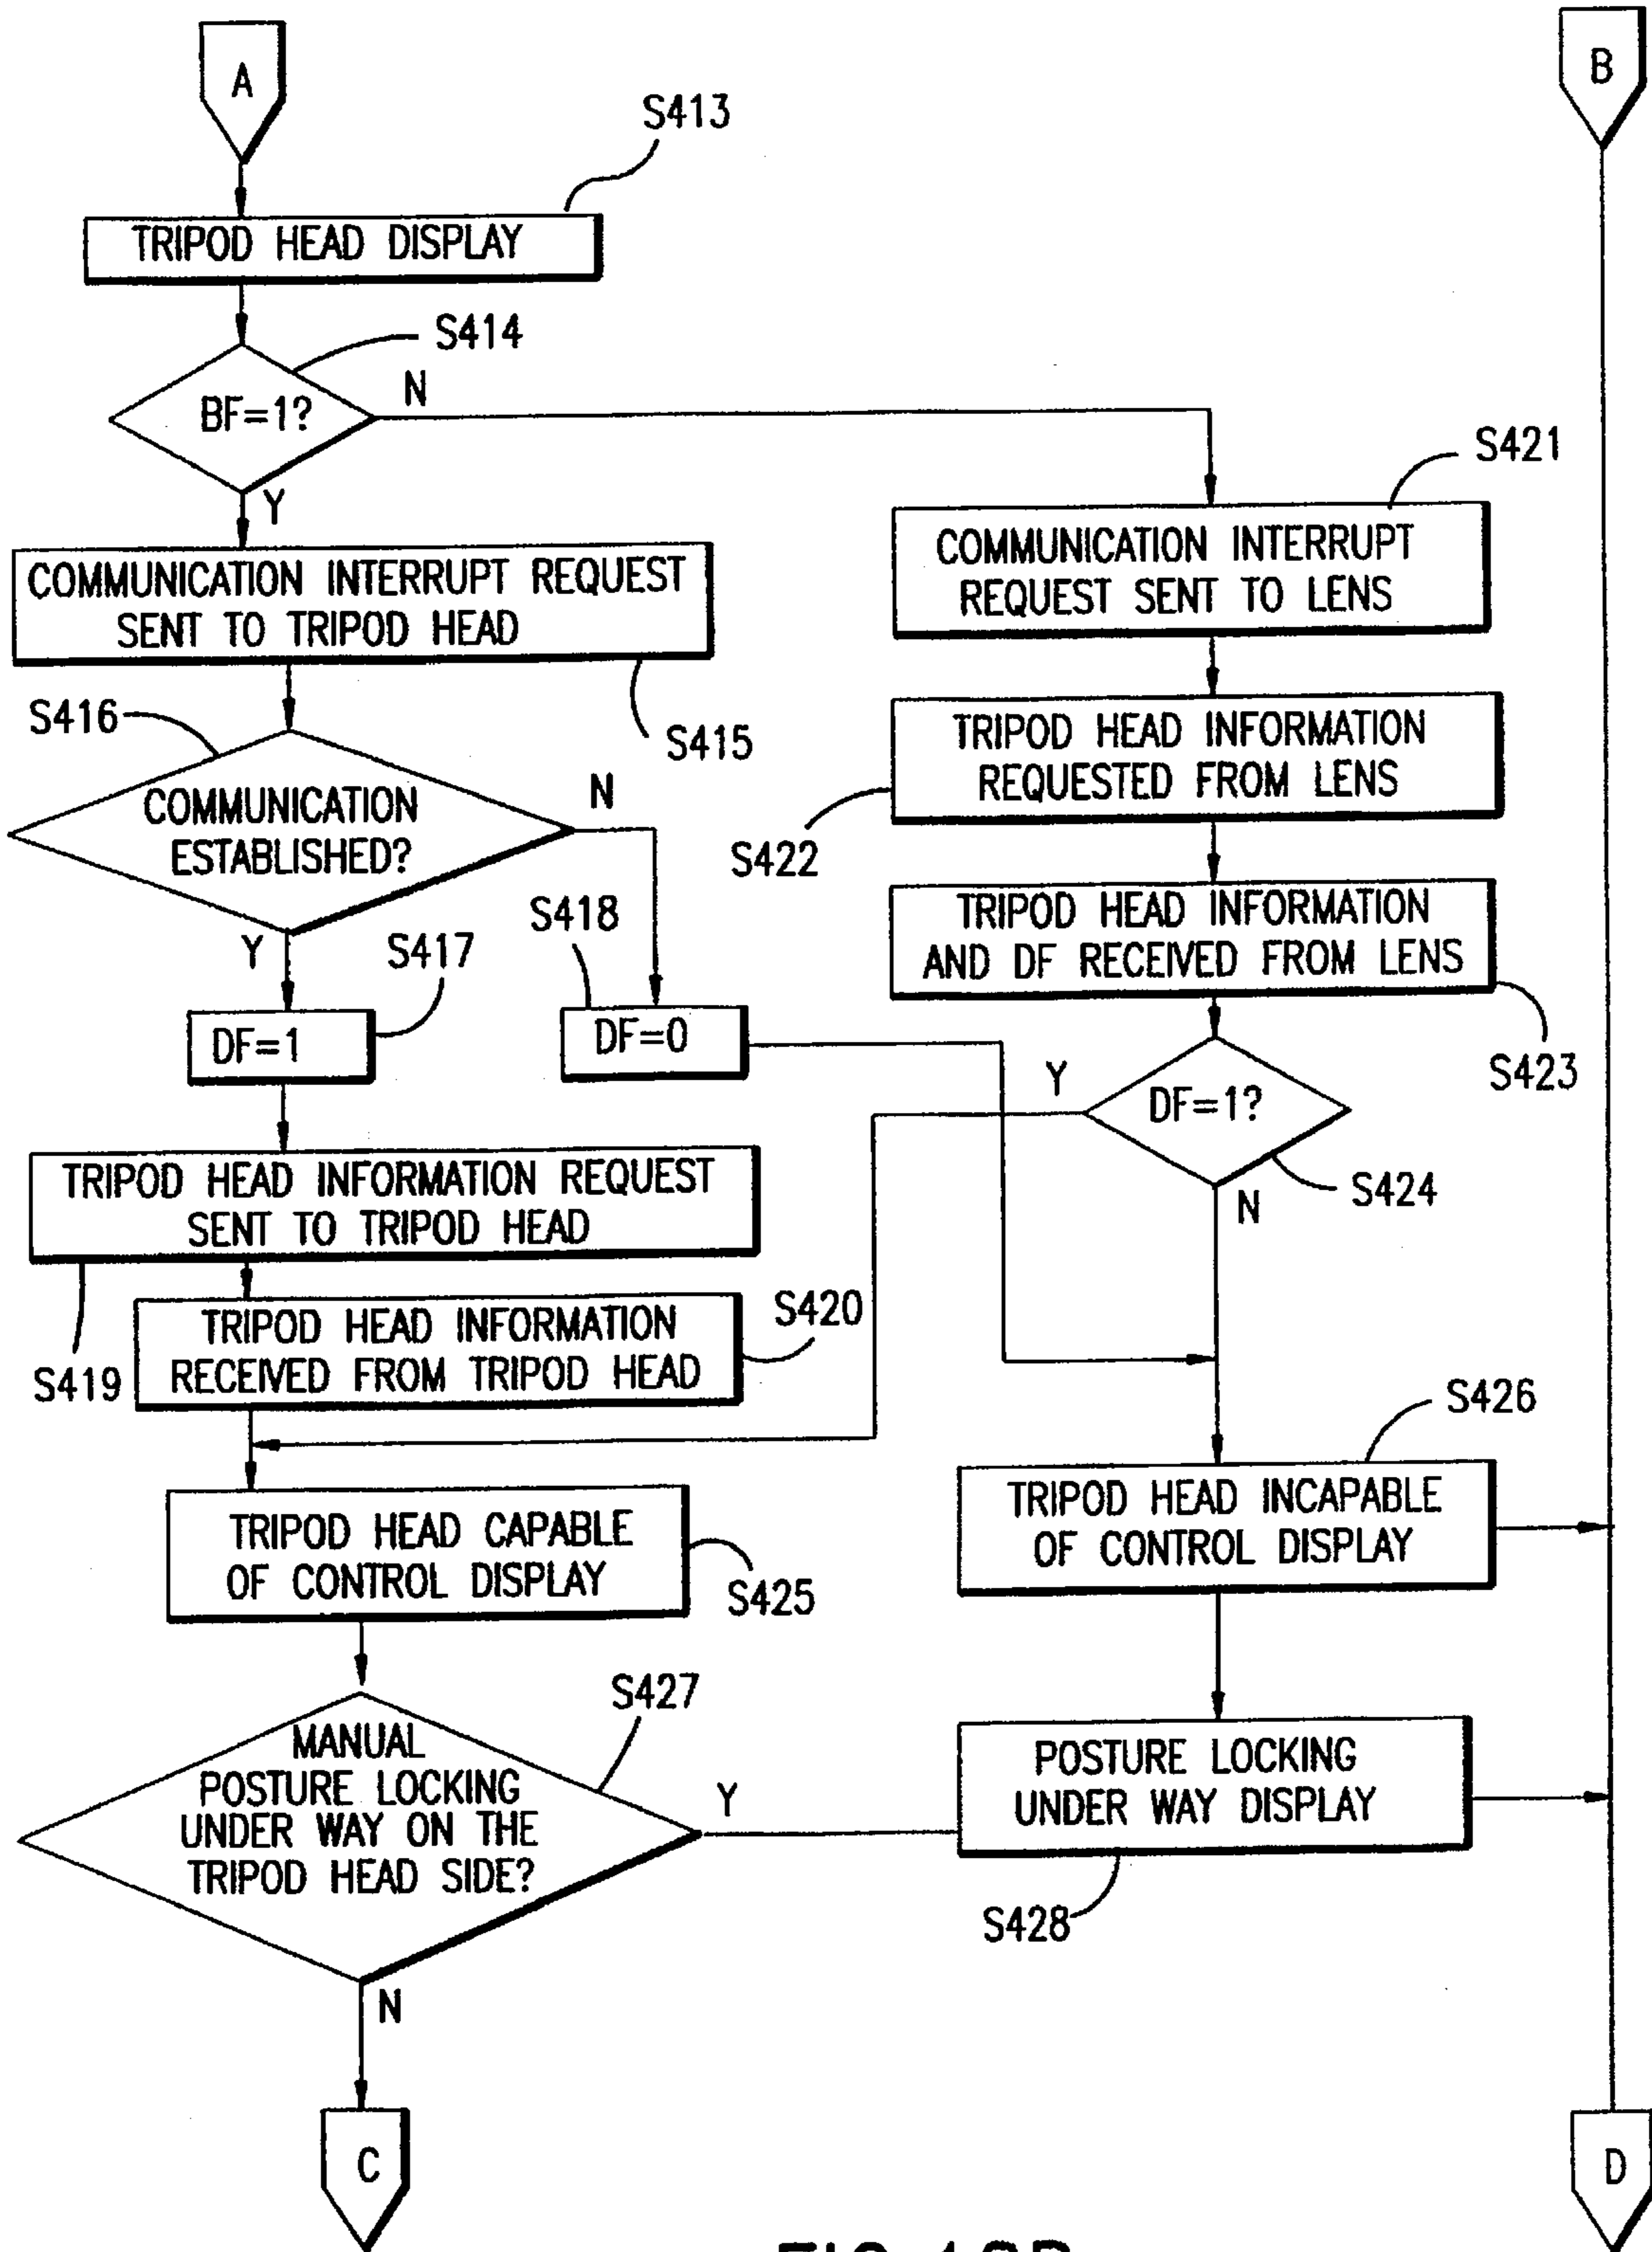 A
B
S413
TRIPOD HEAD DISPLAY
S414
BF=1?
N
Y
S421
COMMUNICATION INTERRUPT
REQUEST SENT TO LENS
COMMUNICATION INTERRUPT REQUEST
SENT TO TRIPOD HEAD
S415
S416
COMMUNICATION
ESTABLISHED?
N
Y
TRIPOD HEAD INFORMATION
REQUESTED FROM LENS
S422
S417
DF=1
S418
DF=0
TRIPOD HEAD INFORMATION
AND DF RECEIVED FROM LENS
S423
DF=1?
Y
N
S424
TRIPOD HEAD INFORMATION REQUEST
SENT TO TRIPOD HEAD
S419
TRIPOD HEAD INFORMATION
RECEIVED FROM TRIPOD HEAD
S420
S426
TRIPOD HEAD CAPABLE
OF CONTROL DISPLAY
S425
TRIPOD HEAD INCAPABLE
OF CONTROL DISPLAY
S427
MANUAL
POSTURE LOCKING
UNDER WAY ON THE
TRIPOD HEAD SIDE?
Y
N
POSTURE LOCKING
UNDER WAY DISPLAY
S428
C
D